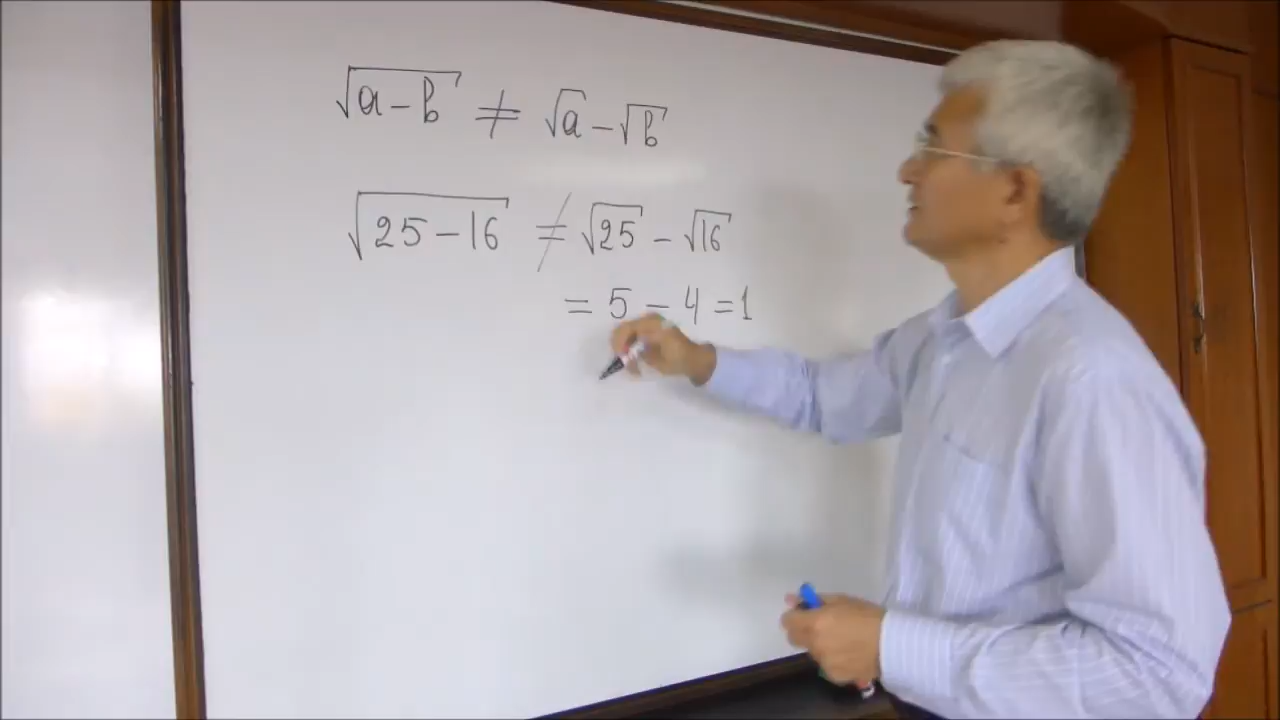 √a-b ≠ √a - √b
√25-16 ≠ √25 - √16
= 5 - 4 = 1